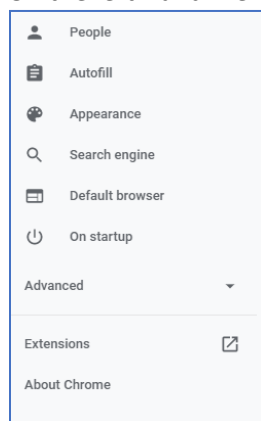 People
Autofill
Appearance
Search engine
Default browser
On startup
Advanced
Extensions
About Chrome